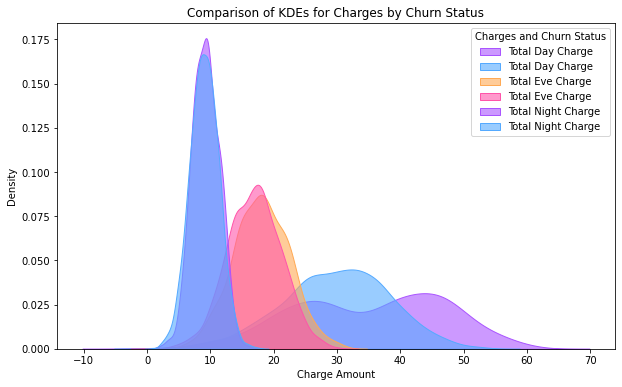 Comparison of KDEs for Charges by Churn Status
Charges and Churn Status
Total Day Charge
Total Day Charge
Total Eve Charge
Total Eve Charge
Total Night Charge
Total Night Charge
Density
0.175
0.150
0.125
0.100
0.075
0.050
0.025
0.000
−10 0 10 20 30 40 50 60 70
Charge Amount